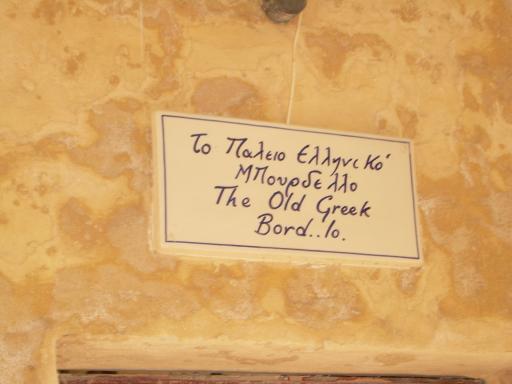 Το Παλειο Ελληνικό
Μπουρδελλο
The Old Greek
Bord..lo.